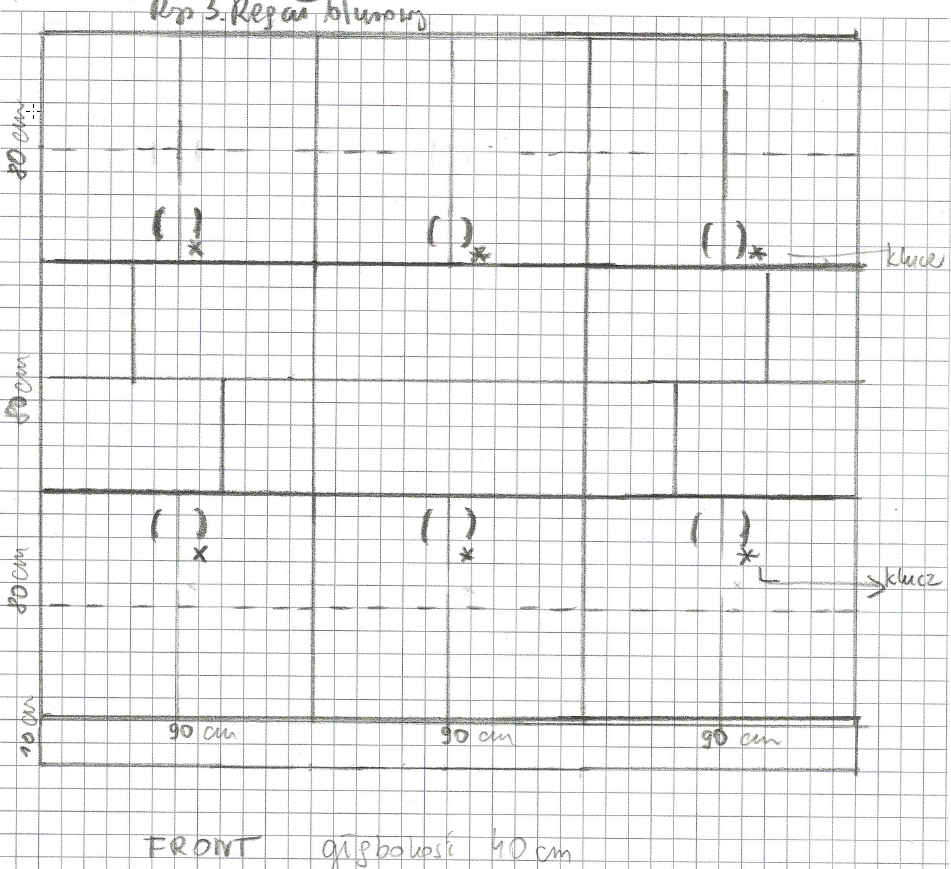 Rys 3. Regał biurowy
80 cm
klucz
80 cm
80 cm
klucz
10 cm
90 cm 90 cm 90 cm
FRONT głębokość 40 cm